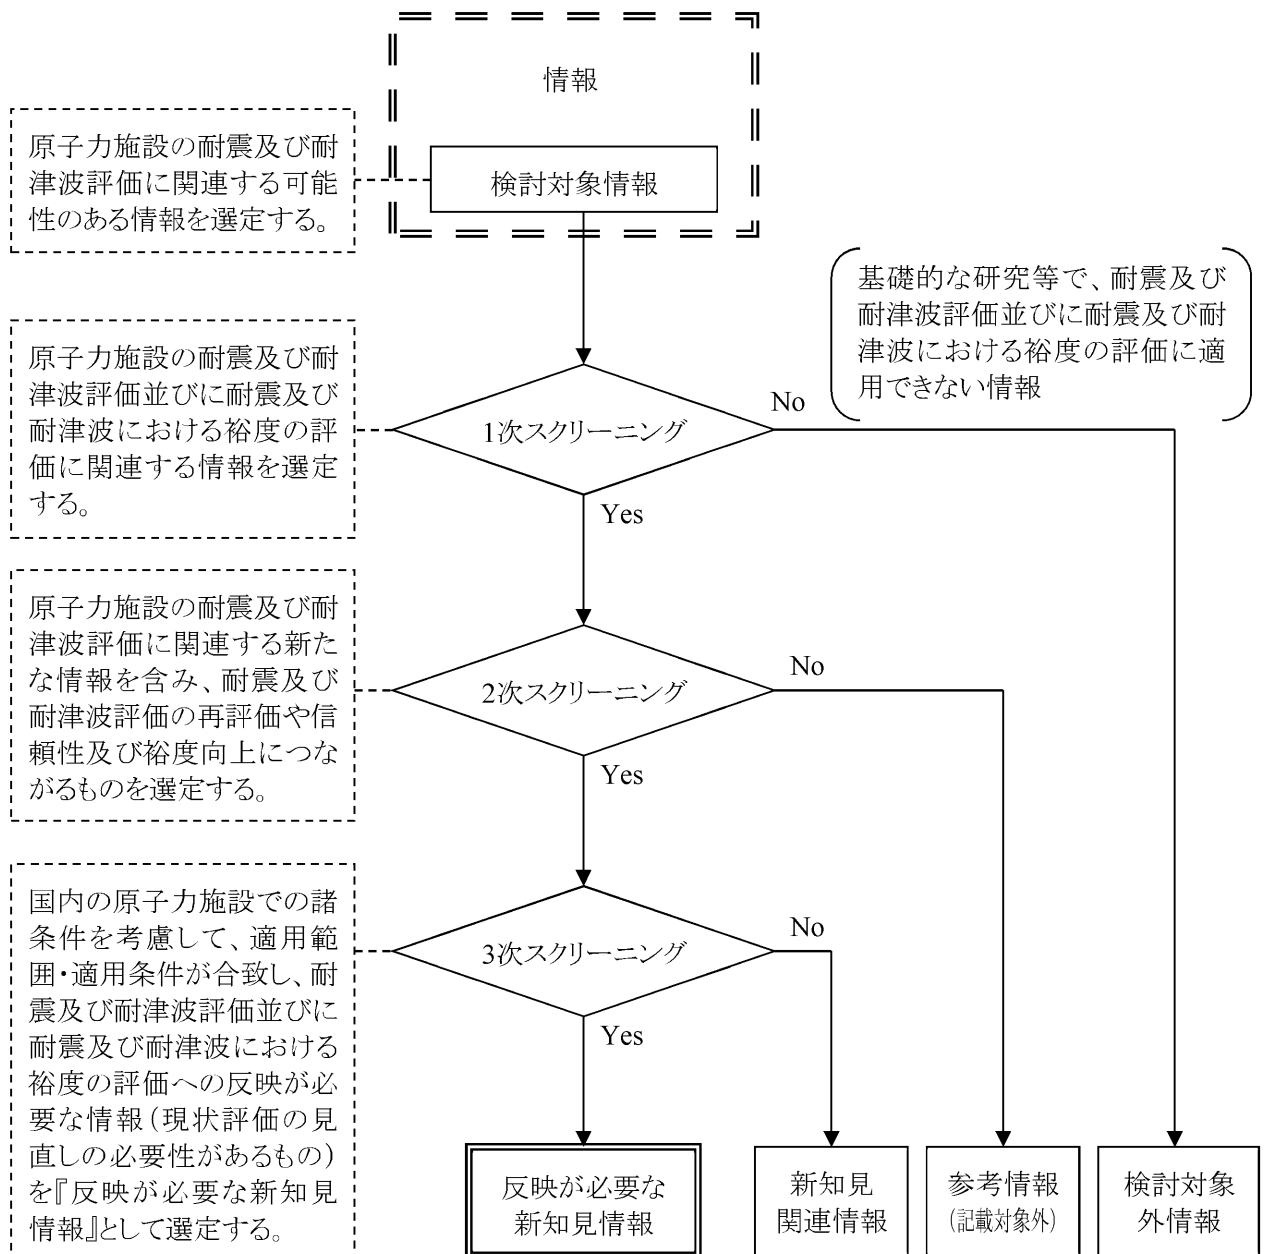 情報
検討対象情報
原子力施設の耐震及び耐
津波評価に関連する可能
性のある情報を選定する。
基礎的な研究等で、耐震及び
耐津波評価並びに耐震及び耐
津波における裕度の評価に適
用できない情報
原子力施設の耐震及び耐
津波評価並びに耐震及び
耐津波における裕度の評
価に関連する情報を選定
する。
1次スクリーニング
No
Yes
原子力施設の耐震及び耐
津波評価に関連する新た
な情報を含み、耐震及び
耐津波評価の再評価や信
頼性及び裕度向上につな
がるものを選定する。
2次スクリーニング
No
Yes
国内の原子力施設での諸
条件を考慮して、適用範
囲・適用条件が合致し、耐
震及び耐津波評価並びに
耐震及び耐津波における
裕度の評価への反映が必
要な情報(現状評価の見
直しの必要性があるもの)
を『反映が必要な新知見
情報』として選定する。
3次スクリーニング
No
Yes
反映が必要な
新知見情報
新知見
関連情報
参考情報
(記載対象外)
検討対象
外情報